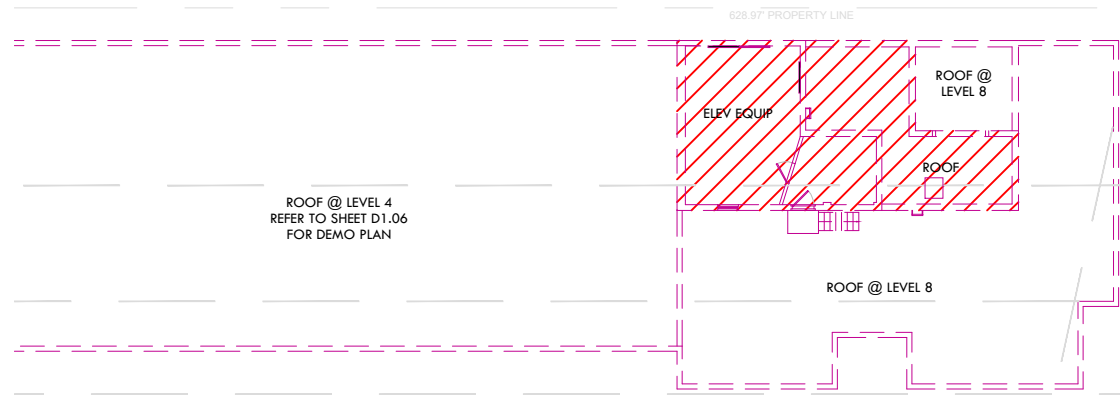 628.97' PROPERTY LINE
ROOF @
LEVEL 8
ELEV EQUIP
ROOF
ROOF @ LEVEL 4
REFER TO SHEET D1.06
FOR DEMO PLAN
ROOF @ LEVEL 8